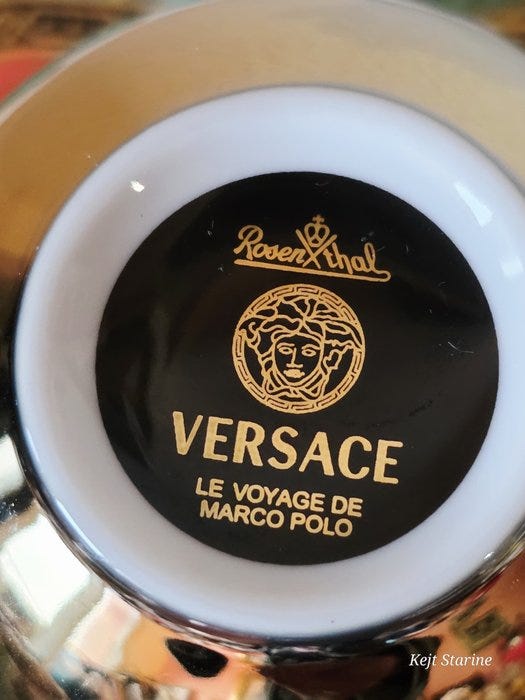 Rosenthal
VERSACE
LE VOYAGE DE
MARCO POLO
Kejt Starine